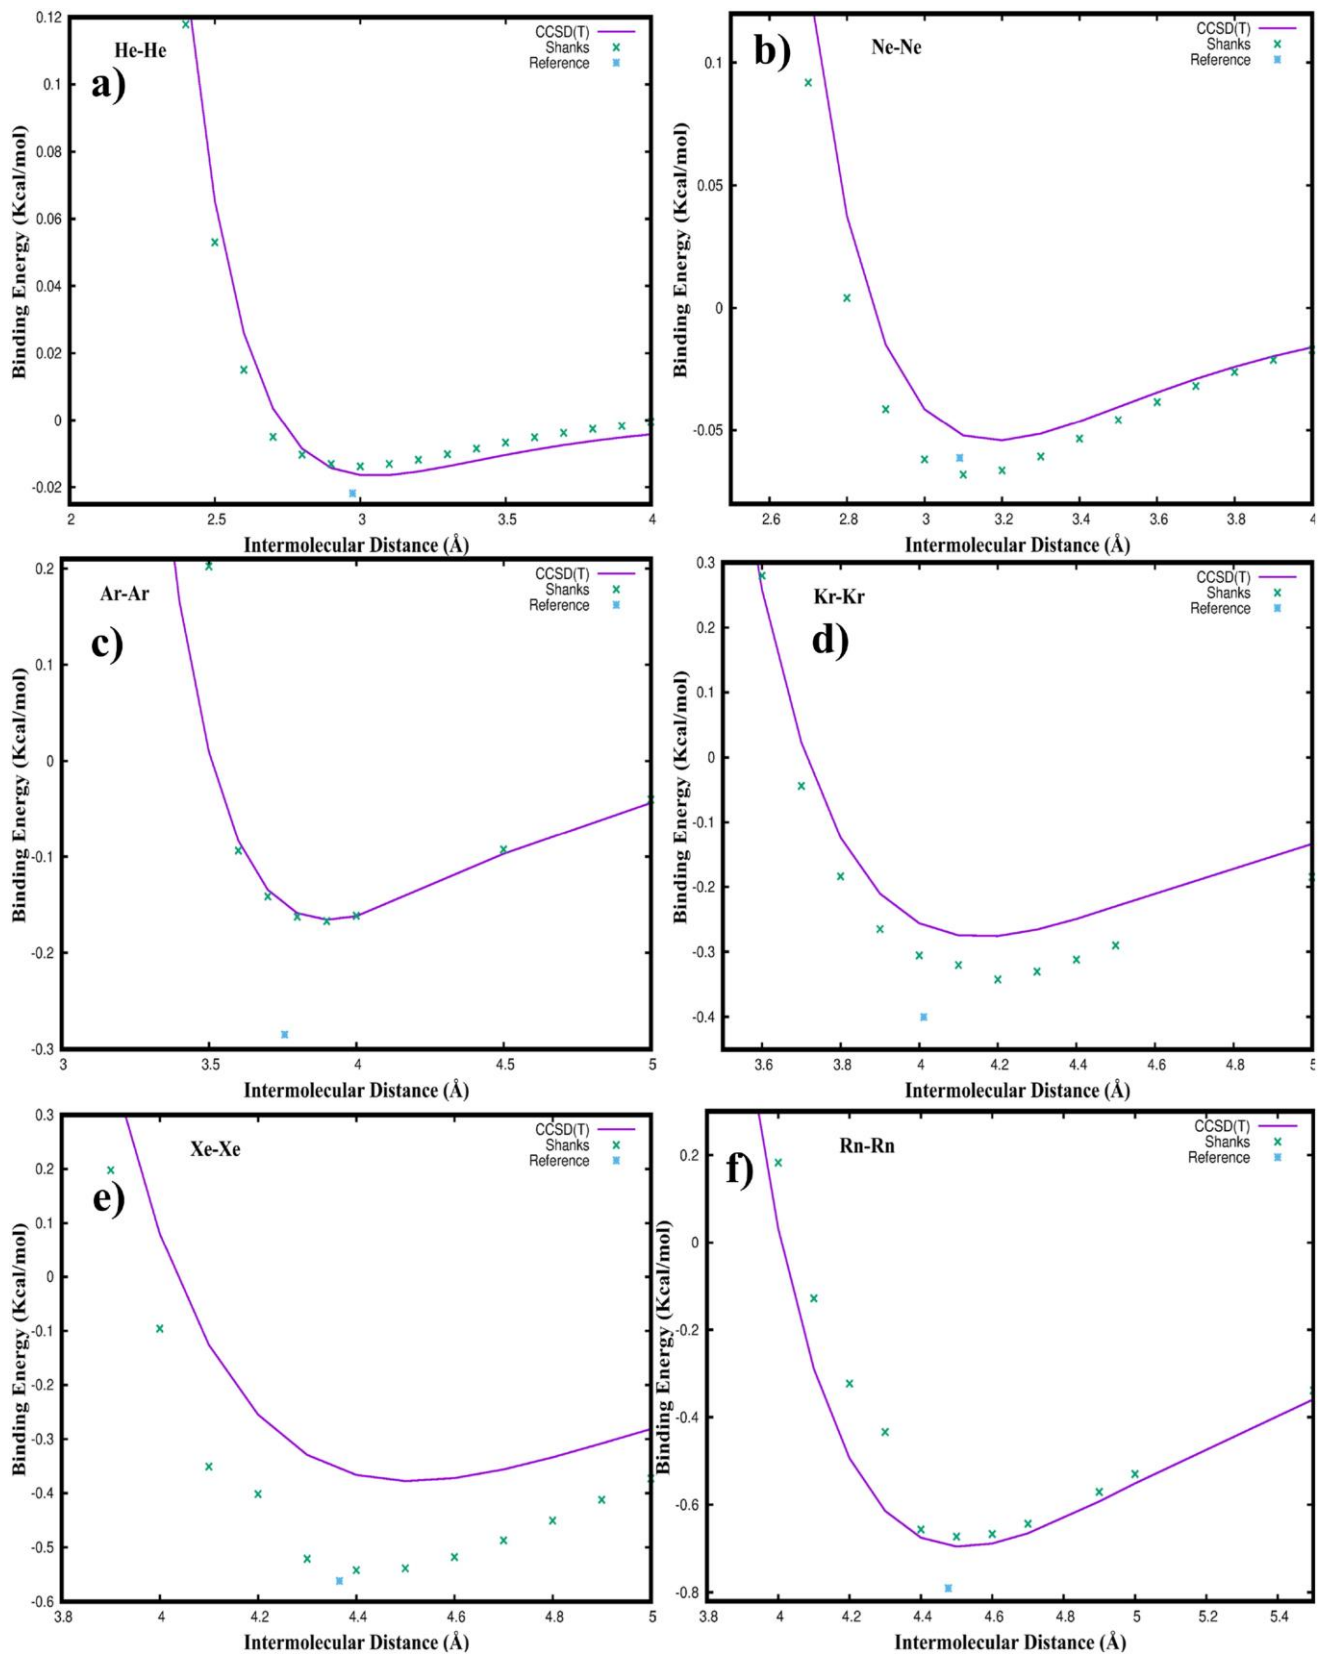 He-He
a)
CCSD(T)
Shanks
Reference
Binding Energy (Kcal/mol)
0.12
0.1
0.08
0.06
0.04
0.02
0
-0.02
2 2.5 3 3.5 4
Intermolecular Distance (Å)
b)
Ne-Ne
CCSD(T)
Shanks
Reference
Binding Energy (Kcal/mol)
0.1
0.05
0
-0.05
2.6 2.8 3 3.2 3.4 3.6 3.8 4
Intermolecular Distance (Å)
Ar-Ar
c)
CCSD(T)
Shanks
Reference
Binding Energy (Kcal/mol)
0.2
0.1
0
-0.1
-0.2
-0.3
3 3.5 4 4.5 5
Intermolecular Distance (Å)
Kr-Kr
d)
CCSD(T)
Shanks
Reference
Binding Energy (Kcal/mol)
0.3
0.2
0.1
0
-0.1
-0.2
-0.3
-0.4
3.6 3.8 4 4.2 4.4 4.6 4.8 5
Intermolecular Distance (Å)
Xe-Xe
e)
CCSD(T)
Shanks
Reference
Binding Energy (Kcal/mol)
0.3
0.2
0.1
0
-0.1
-0.2
-0.3
-0.4
-0.5
-0.6
3.8 4 4.2 4.4 4.6 4.8 5
Intermolecular Distance (Å)
Rn-Rn
f)
CCSD(T)
Shanks
Reference
Binding Energy (Kcal/mol)
0.2
0
-0.2
-0.4
-0.6
-0.8
3.8 4 4.2 4.4 4.6 4.8 5 5.2 5.4
Intermolecular Distance (Å)